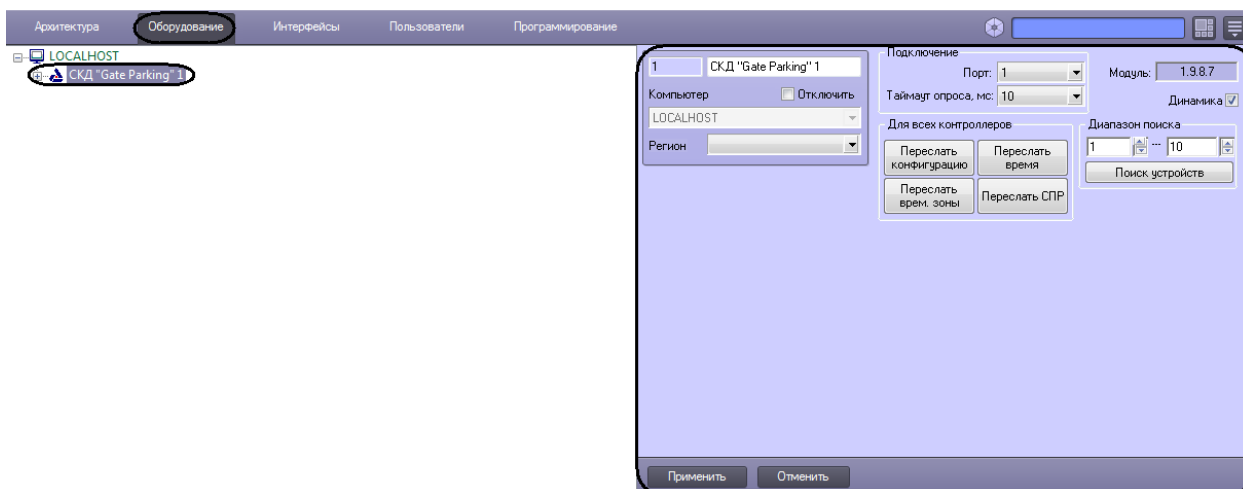 Архитектура Оборудование Интерфейсы Пользователи Программирование
LOCALHOST
СКД "Gate Parking" 1
1 СКД "Gate Parking" 1
Компьютер Отключить
LOCALHOST
Регион
Подключение
Порт: 1
Таймаут опроса, мс: 10
Модуль: 1.9.8.7
Динамика
Для всех контроллеров
Переслать конфигурацию
Переслать время
Переслать врем. зоны
Переслать СПР
Диапазон поиска
1 ... 10
Поиск устройств
Применить Отменить